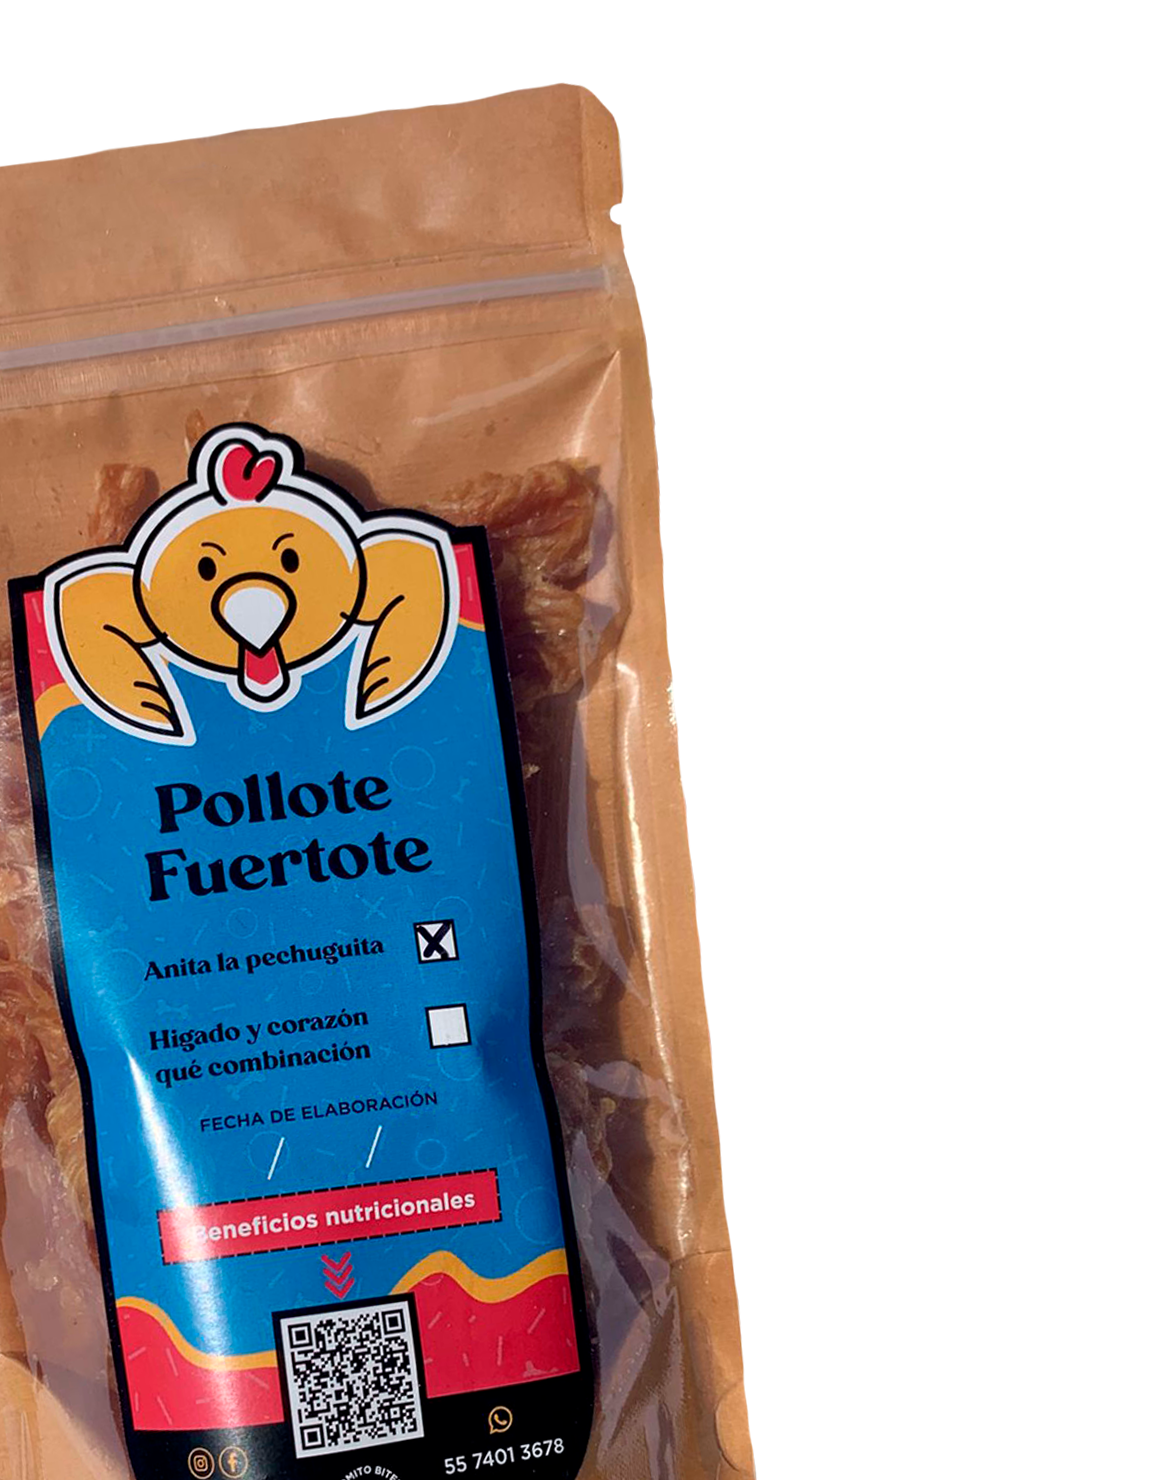 Pollote
Fuertote
Anita la pechuguita
X
Higado y corazón
qué combinación
FECHA DE ELABORACIÓN
/ /
Beneficios nutricionales
55 7401 3678